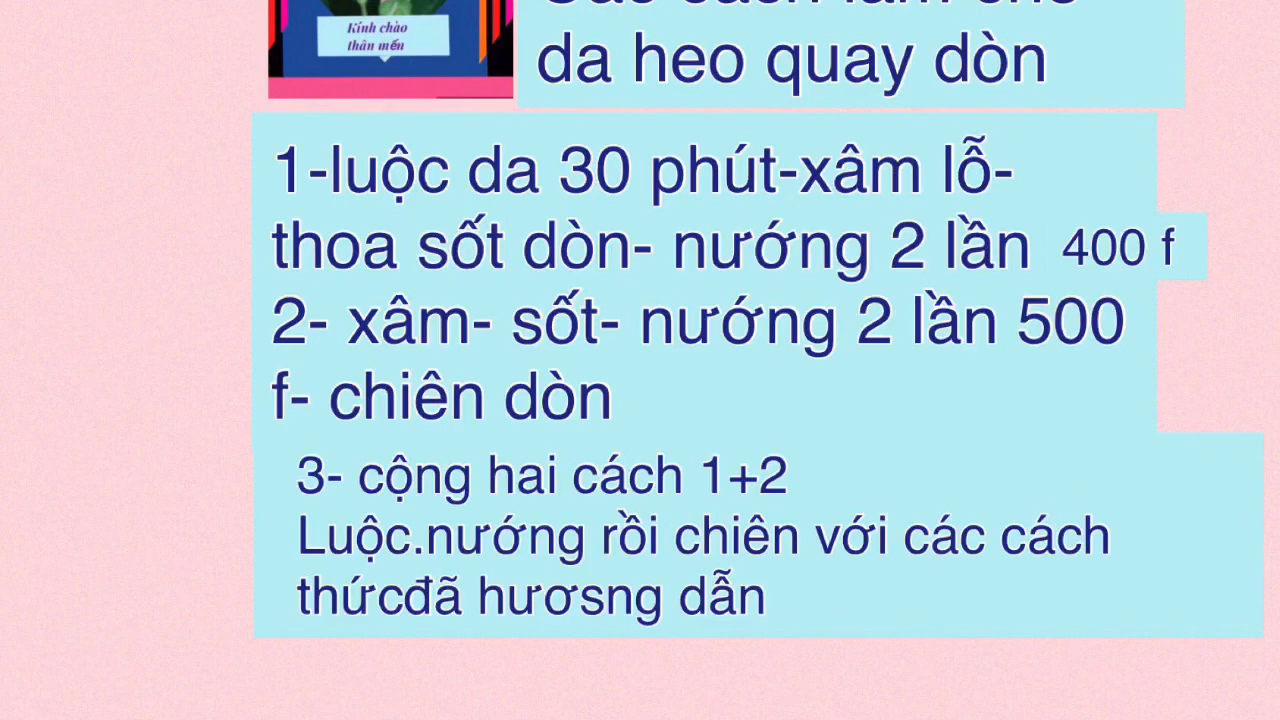 Kính chào
thân mến
da heo quay dòn
1-luộc da 30 phút-xâm lỗ-
thoa sốt dòn- nướng 2 lần 400 f
2- xâm- sốt- nướng 2 lần 500
f- chiên dòn
3- cộng hai cách 1+2
Luộc.nướng rồi chiên với các cách
thứcđã hươsng dẫn